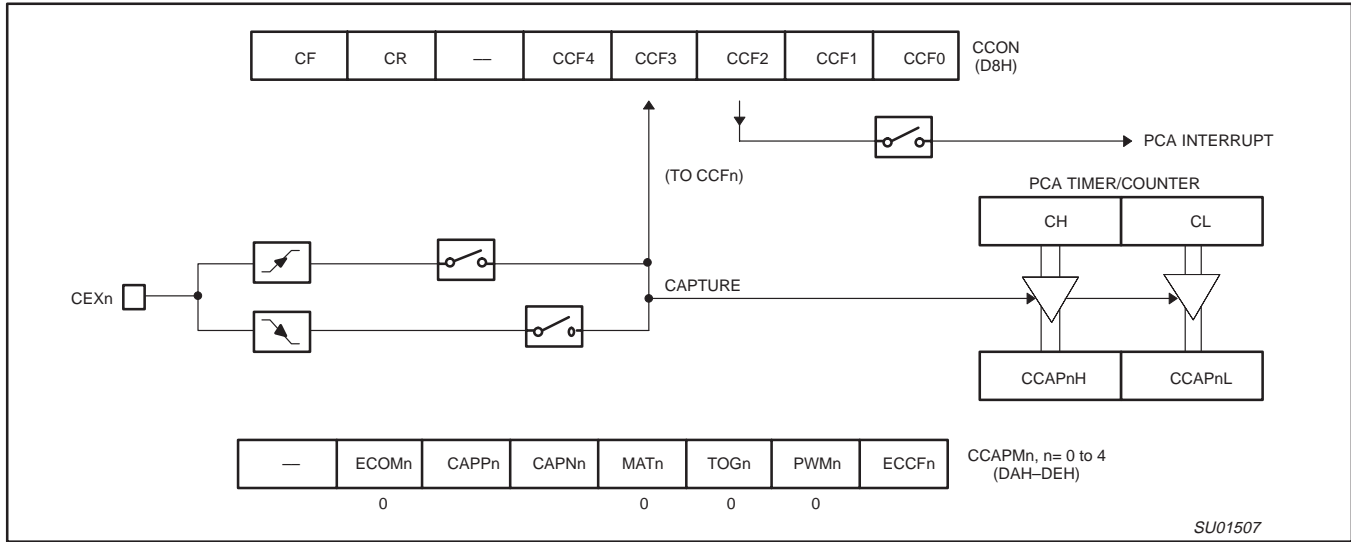 CF CR — CCF4 CCF3 CCF2 CCF1 CCF0 CCON
(D8H)
PCA INTERRUPT
(TO CCFn)
PCA TIMER/COUNTER
CH CL
CEXn
CAPTURE
CCAPnH CCAPnL
— ECOMn CAPPn CAPNn MATn TOGn PWMn ECCFn CCAPMn, n= 0 to 4
(DAH–DEH)
0 0 0 0
SU01507